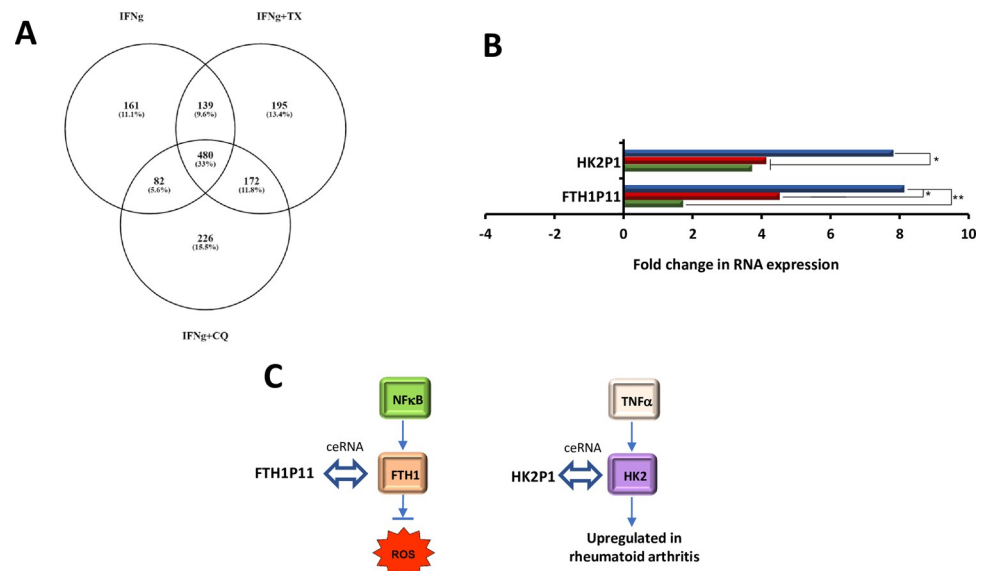 A
IFNg
IFNg+TX
161
(11.1%)
139
(9.6%)
195
(13.4%)
480
(33%)
82
(5.6%)
172
(11.8%)
226
(15.5%)
IFNg+CQ
B
HK2P1
*
FTH1P11
*
**
-4
-2
0
2
4
6
8
10
Fold change in RNA expression
C
NFκB
ceRNA
FTH1P11
FTH1
ROS
TNFα
ceRNA
HK2P1
HK2
Upregulated in
rheumatoid arthritis